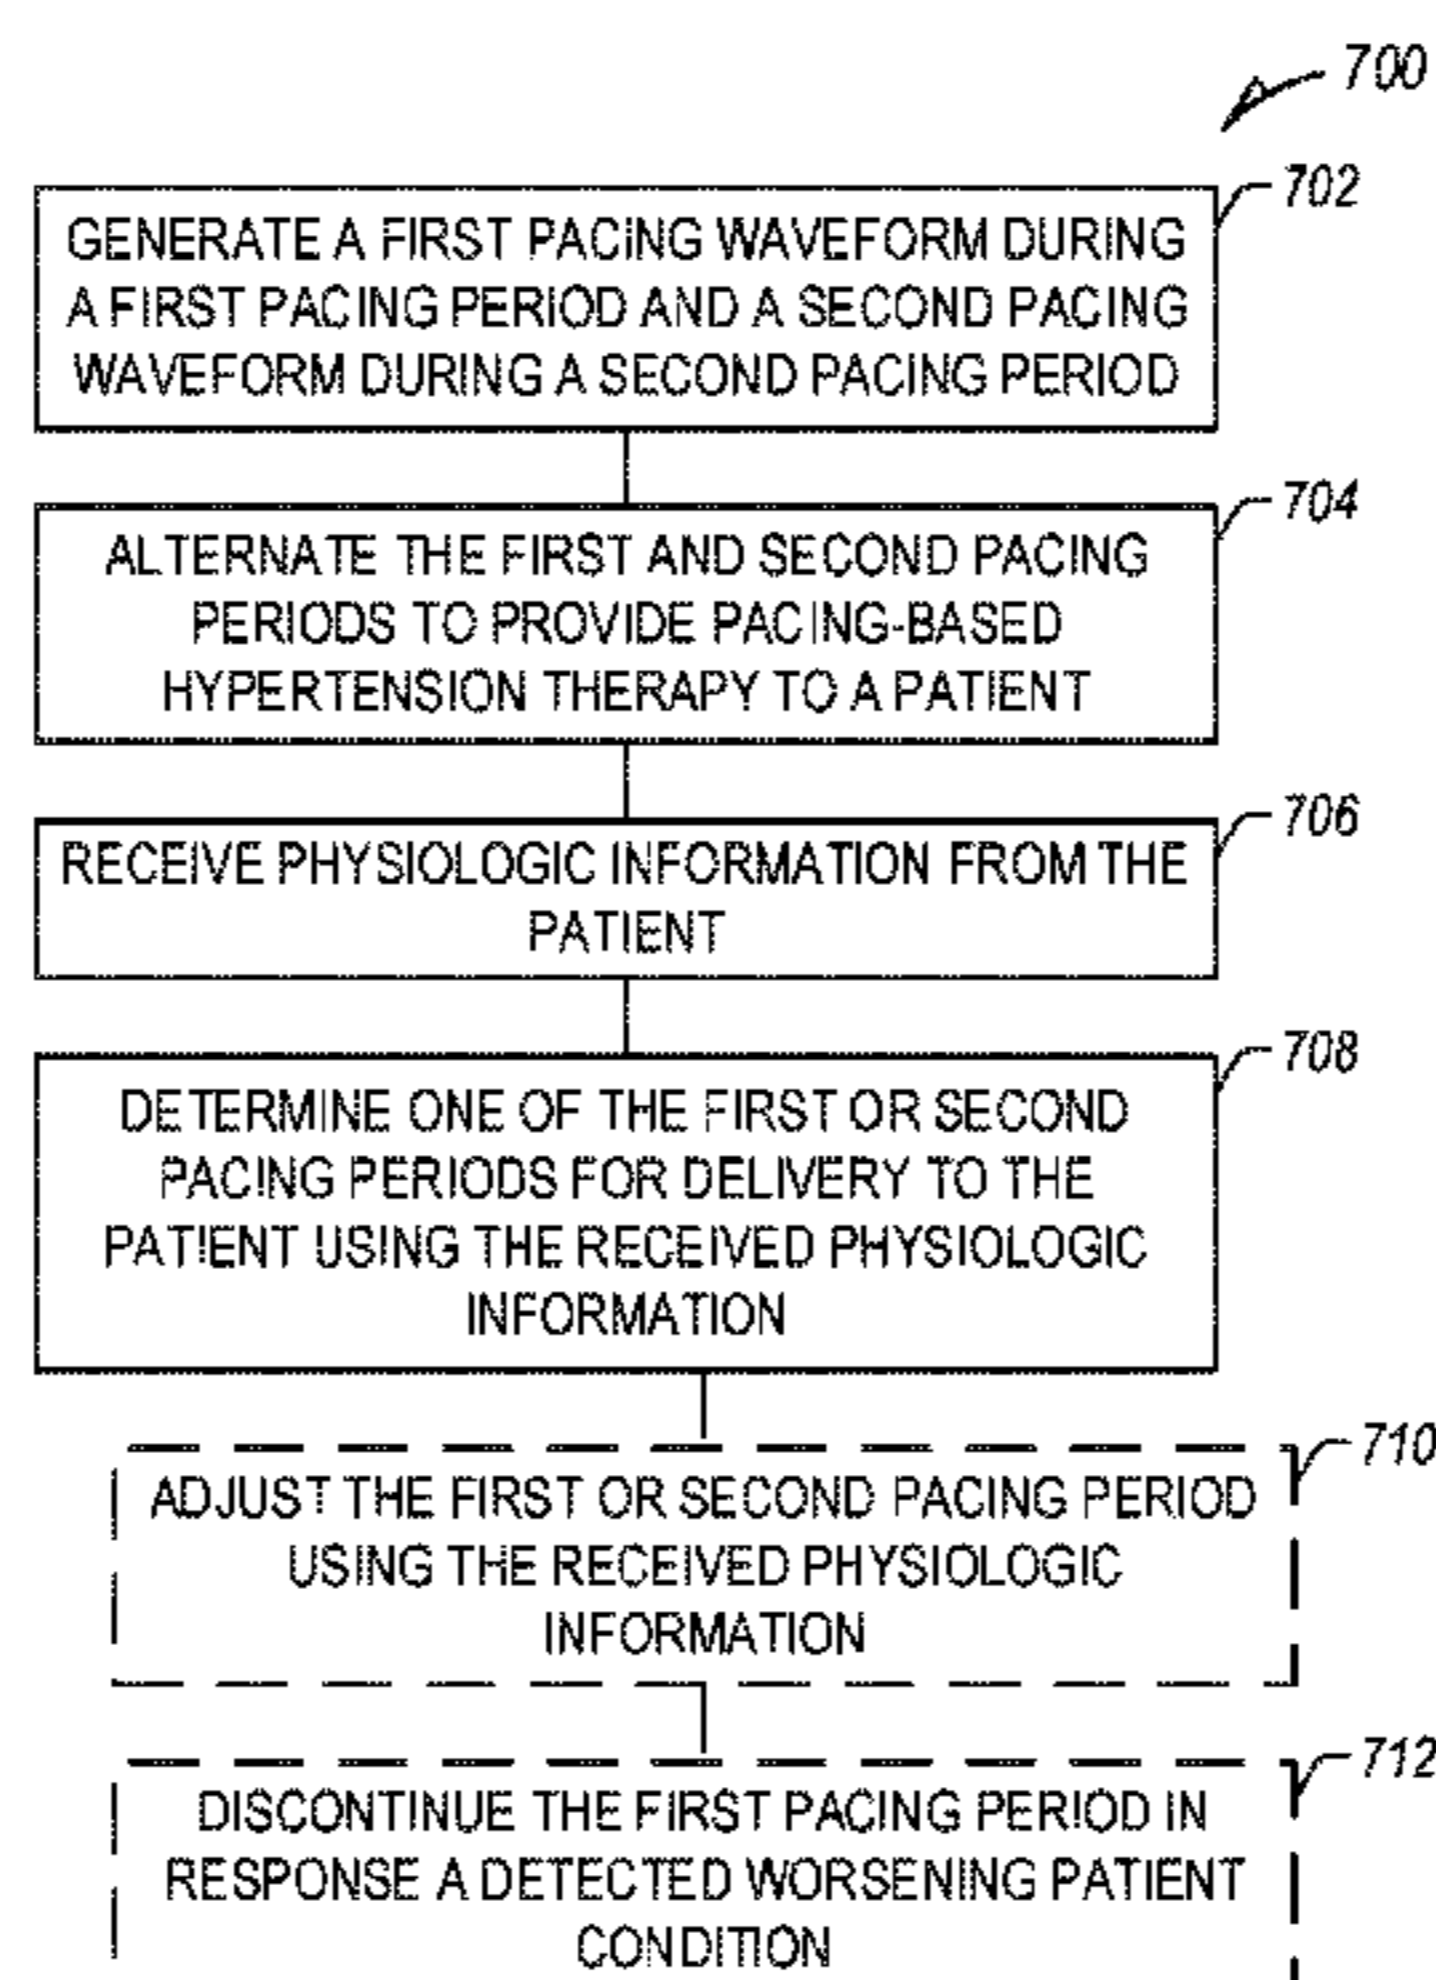 700
702
GENERATE A FIRST PACING WAVEFORM DURING
A FIRST PACING PERIOD AND A SECOND PACING
WAVEFORM DURING A SECOND PACING PERIOD
704
ALTERNATE THE FIRST AND SECOND PACING
PERIODS TO PROVIDE PACING-BASED
HYPERTENSION THERAPY TO A PATIENT
706
RECEIVE PHYSIOLOGIC INFORMATION FROM THE
PATIENT
708
DETERMINE ONE OF THE FIRST OR SECOND
PACING PERIODS FOR DELIVERY TO THE
PATIENT USING THE RECEIVED PHYSIOLOGIC
INFORMATION
710
ADJUST THE FIRST OR SECOND PACING PERIOD
USING THE RECEIVED PHYSIOLOGIC
INFORMATION
712
DISCONTINUE THE FIRST PACING PERIOD IN
RESPONSE A DETECTED WORSENING PATIENT
CONDITION